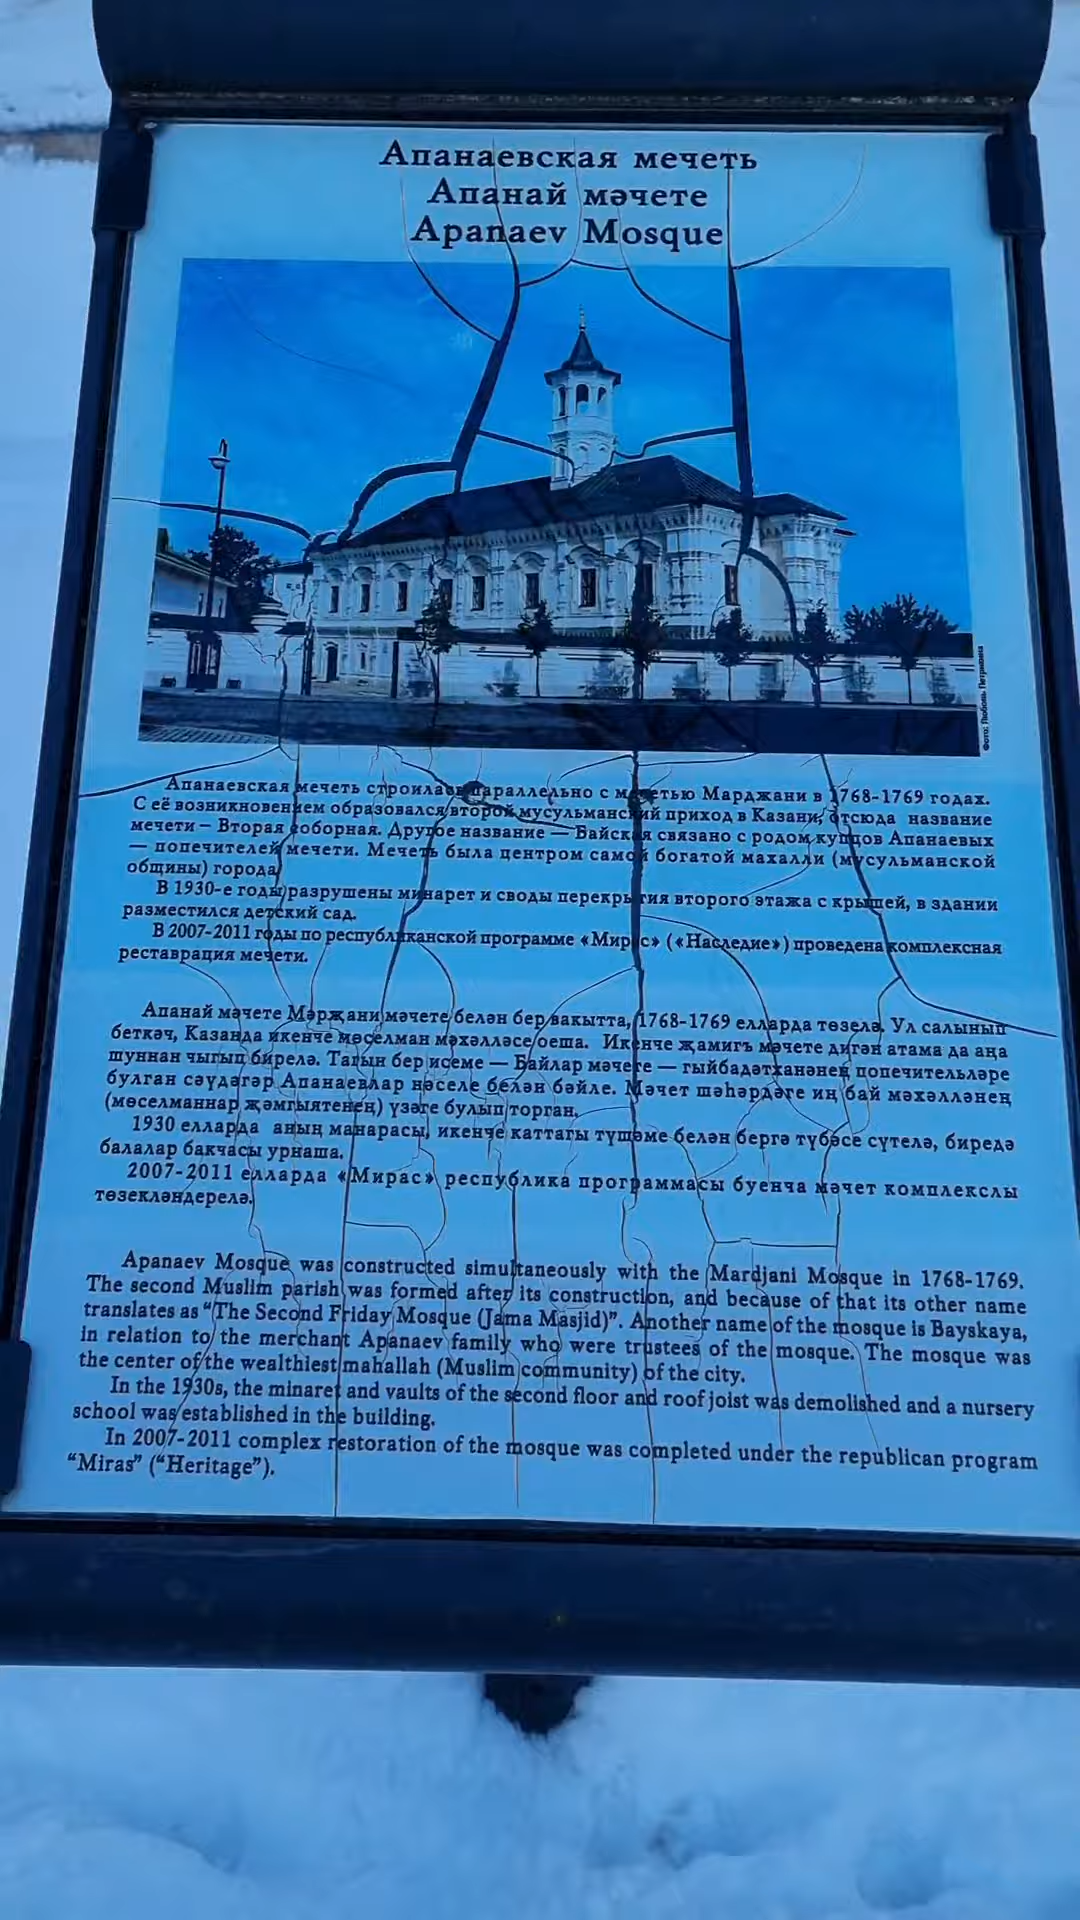 Апанаевская мечеть
Апанай мәчете
Apanaev Mosque
Фото: Любовь Петряшина
Апанаевская мечеть строилась параллельно с мечетью Марджани в 1768-1769 годах.
С её возникновением образовался второй мусульманский приход в Казани, отсюда название
мечети – Вторая соборная. Другое название — Байская связано с родом купцов Апанаевых
— попечителей мечети. Мечеть была центром самой богатой махалли (мусульманской
общины) города.
В 1930-е годы разрушены минарет и своды перекрытия второго этажа с крышей, в здании
разместился детский сад.
В 2007-2011 годы по республиканской программе «Мирас» («Наследие») проведена комплексная
реставрация мечети.
Апанай мәчете Мәрҗани мәчете белән бер вакытта, 1768-1769 елларда төзелә. Ул салынып
беткәч, Казанда икенче мөселман мәхәлләсе оеша. Икенче җамигъ мәчете дигән атама да аңа
шуннан чыгып бирелә. Тагын бер исеме — Байлар мәчете — гыйбадәтханәнең попечительләре
булган сәүдәгәр Апанаевлар нәселе белән бәйле. Мәчет шәһәрдәге иң бай мәхәлләнең
(мөселманнар җәмгыятенең) үзәге булып торган.
1930 елларда аның манарасы, икенче каттагы түшәме белән бергә түбәсе сүтелә, биредә
балалар бакчасы урнаша.
2007-2011 елларда «Мирас» республика программасы буенча мәчет комплекслы
төзекләндерелә.
Apanaev Mosque was constructed simultaneously with the Mardjani Mosque in 1768-1769.
The second Muslim parish was formed after its construction, and because of that its other name
translates as “The Second Friday Mosque (Jama Masjid)”. Another name of the mosque is Bayskaya,
in relation to the merchant Apanaev family who were trustees of the mosque. The mosque was
the center of the wealthiest mahallah (Muslim community) of the city.
In the 1930s, the minaret and vaults of the second floor and roof joist was demolished and a nursery
school was established in the building.
In 2007-2011 complex restoration of the mosque was completed under the republican program
“Miras” (“Heritage”).